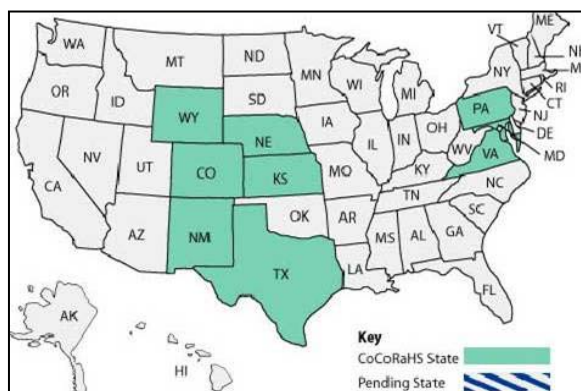 WA
MT
ND
MN
VT
ME
OR
ID
SD
WI
MI
NY
RI
CT
WY
IA
PA
NJ
NE
IL
IN
OH
DE
NV
UT
CO
KS
MO
KY
WV
VA
MD
CA
AZ
NM
OK
AR
TN
NC
SC
TX
LA
MS
AL
GA
FL
AK
HI
Key
CoCoRaHS State
Pending State